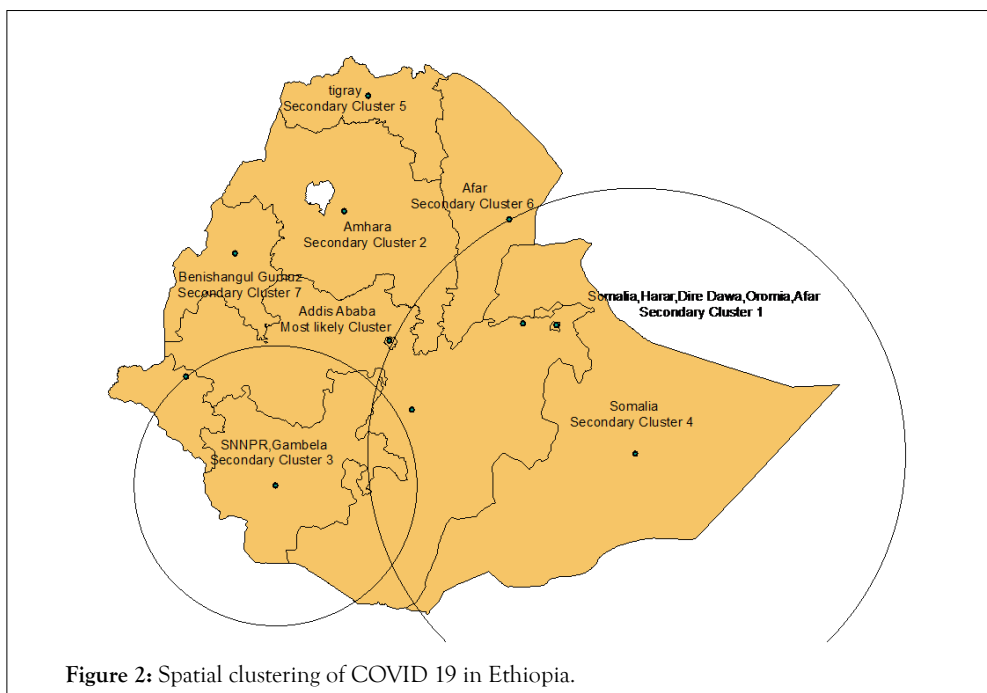 tigray
Secondary Cluster 5
Afar
Secondary Cluster 6
Amhara
Secondary Cluster 2
Benishangul Gumuz
Secondary Cluster 7
Addis Ababa
Most likely Cluster
Somalia,Harar,Dire Dawa,Oromia,Afar
Secondary Cluster 1
Somalia
Secondary Cluster 4
SNNPR,Gambela
Secondary Cluster 3
Figure 2: Spatial clustering of COVID 19 in Ethiopia.